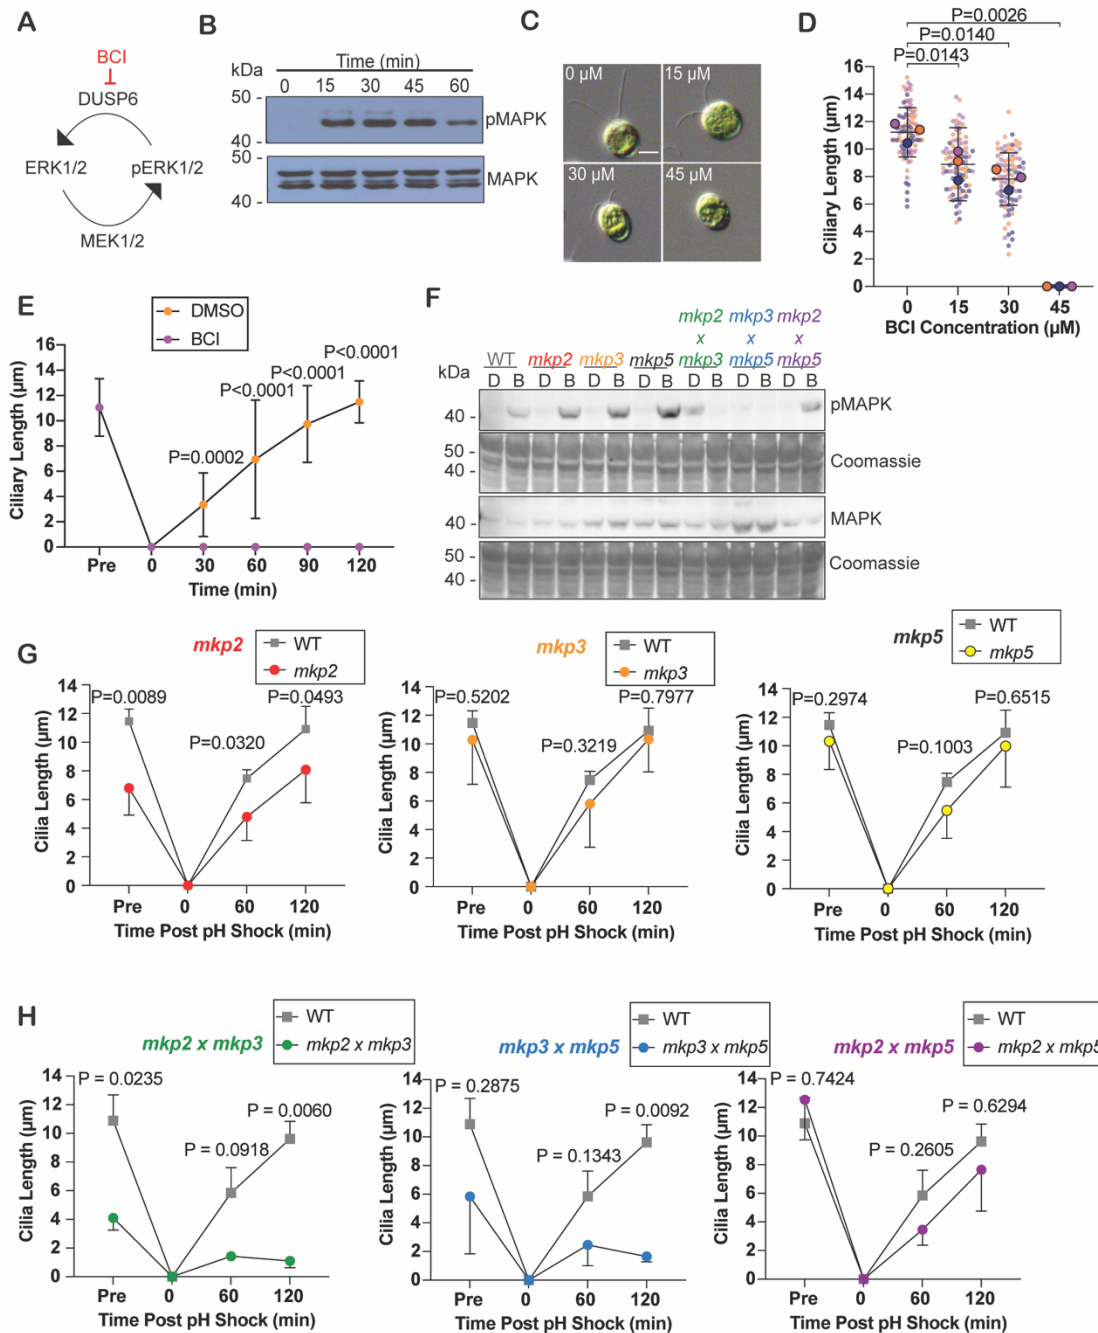 A
BCI
DUSP6
ERK1/2
pERK1/2
MEK1/2
B
Time (min)
kDa
0 15 30 45 60
50 -
pMAPK
40 -
50 -
MAPK
40 -
C
0 µM
15 µM
30 µM
45 µM
D
P=0.0026
P=0.0140
P=0.0143
Ciliary Length (µm)
16
14
12
10
8
6
4
2
0
0 15 30 45
BCI Concentration (µM)
E
DMSO
BCI
Ciliary Length (µm)
16
14
12
10
8
6
4
2
0
P=0.0002
P<0.0001
P<0.0001
P<0.0001
Pre 0 30 60 90 120
Time (min)
F
mkp2 mkp3 mkp2
x x x
WT mkp2 mkp3 mkp5 mkp3 mkp5 mkp5
kDa
D B D B D B D B D B D B D B
40 -
pMAPK
50 -
40 -
Coomassie
40 -
MAPK
50 -
40 -
Coomassie
G
mkp2
WT
mkp2
Cilia Length (µm)
14
12
10
8
6
4
2
0
P=0.0089
P=0.0320
P=0.0493
Pre 0 60 120
Time Post pH Shock (min)
mkp3
WT
mkp3
Cilia Length (µm)
14
12
10
8
6
4
2
0
P=0.5202
P=0.3219
P=0.7977
Pre 0 60 120
Time Post pH Shock (min)
mkp5
WT
mkp5
Cilia Length (µm)
14
12
10
8
6
4
2
0
P=0.2974
P=0.1003
P=0.6515
Pre 0 60 120
Time Post pH Shock (min)
H
mkp2 x mkp3
WT
mkp2 x mkp3
Cilia Length (µm)
14
12
10
8
6
4
2
0
P = 0.0235
P = 0.0918
P = 0.0060
Pre 0 60 120
Time Post pH Shock (min)
mkp3 x mkp5
WT
mkp3 x mkp5
Cilia Length (µm)
14
12
10
8
6
4
2
0
P = 0.2875
P = 0.1343
P = 0.0092
Pre 0 60 120
Time Post pH Shock (min)
mkp2 x mkp5
WT
mkp2 x mkp5
Cilia Length (µm)
14
12
10
8
6
4
2
0
P = 0.7424
P = 0.2605
P = 0.6294
Pre 0 60 120
Time Post pH Shock (min)